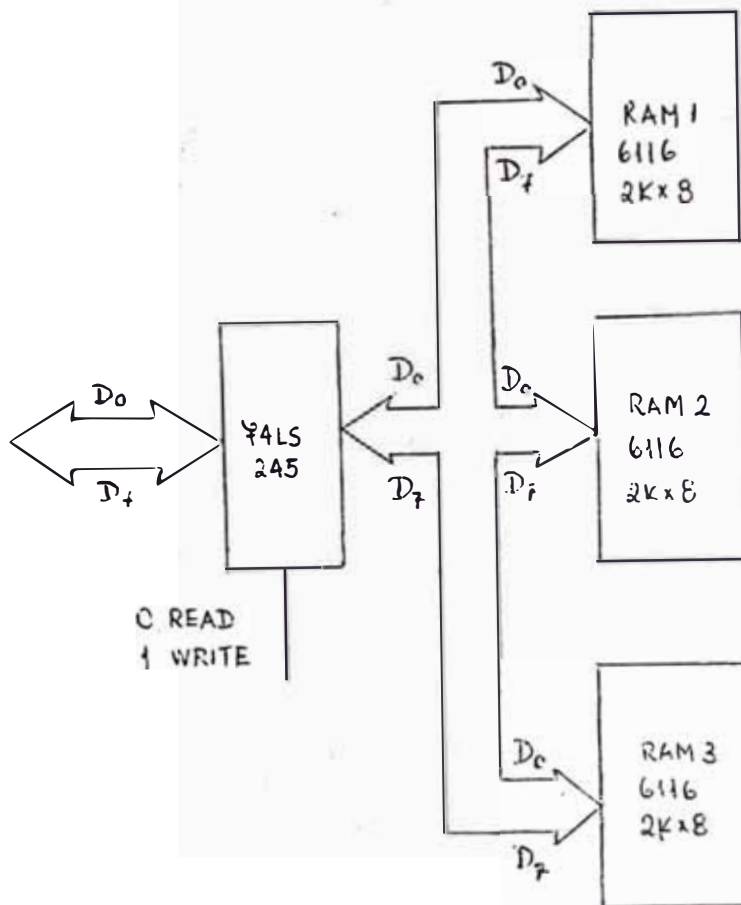 D0
RAM 1
6116
2K×8
D7
D0
D0
D0
RAM 2
6116
2K×8
74LS
245
D7
D7
D7
0 READ
1 WRITE
D0
RAM 3
6116
2K×8
D7